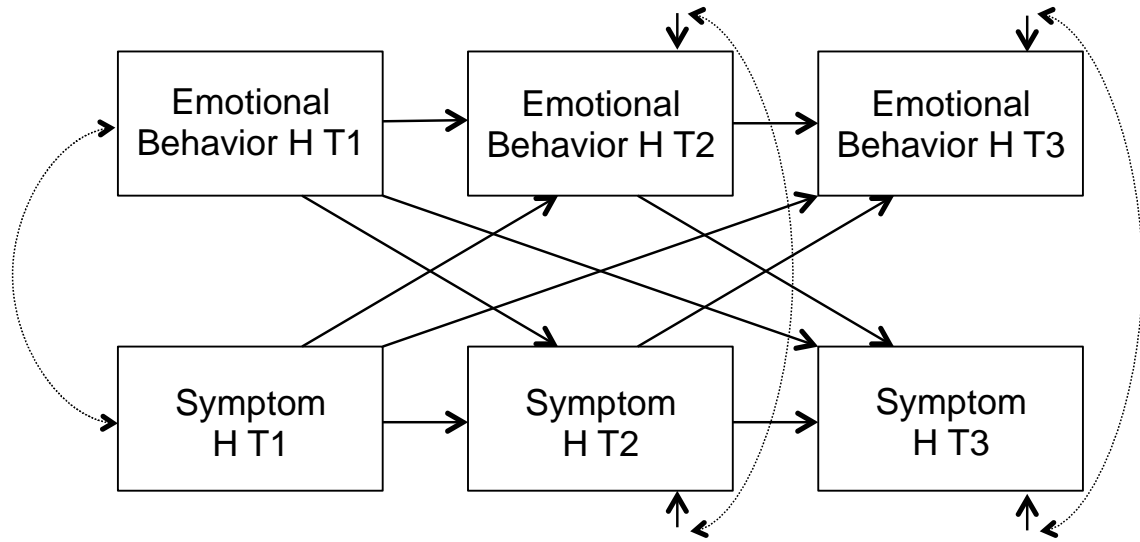 Emotional
Behavior H T1
Emotional
Behavior H T2
Emotional
Behavior H T3
Symptom
H T1
Symptom
H T2
Symptom
H T3